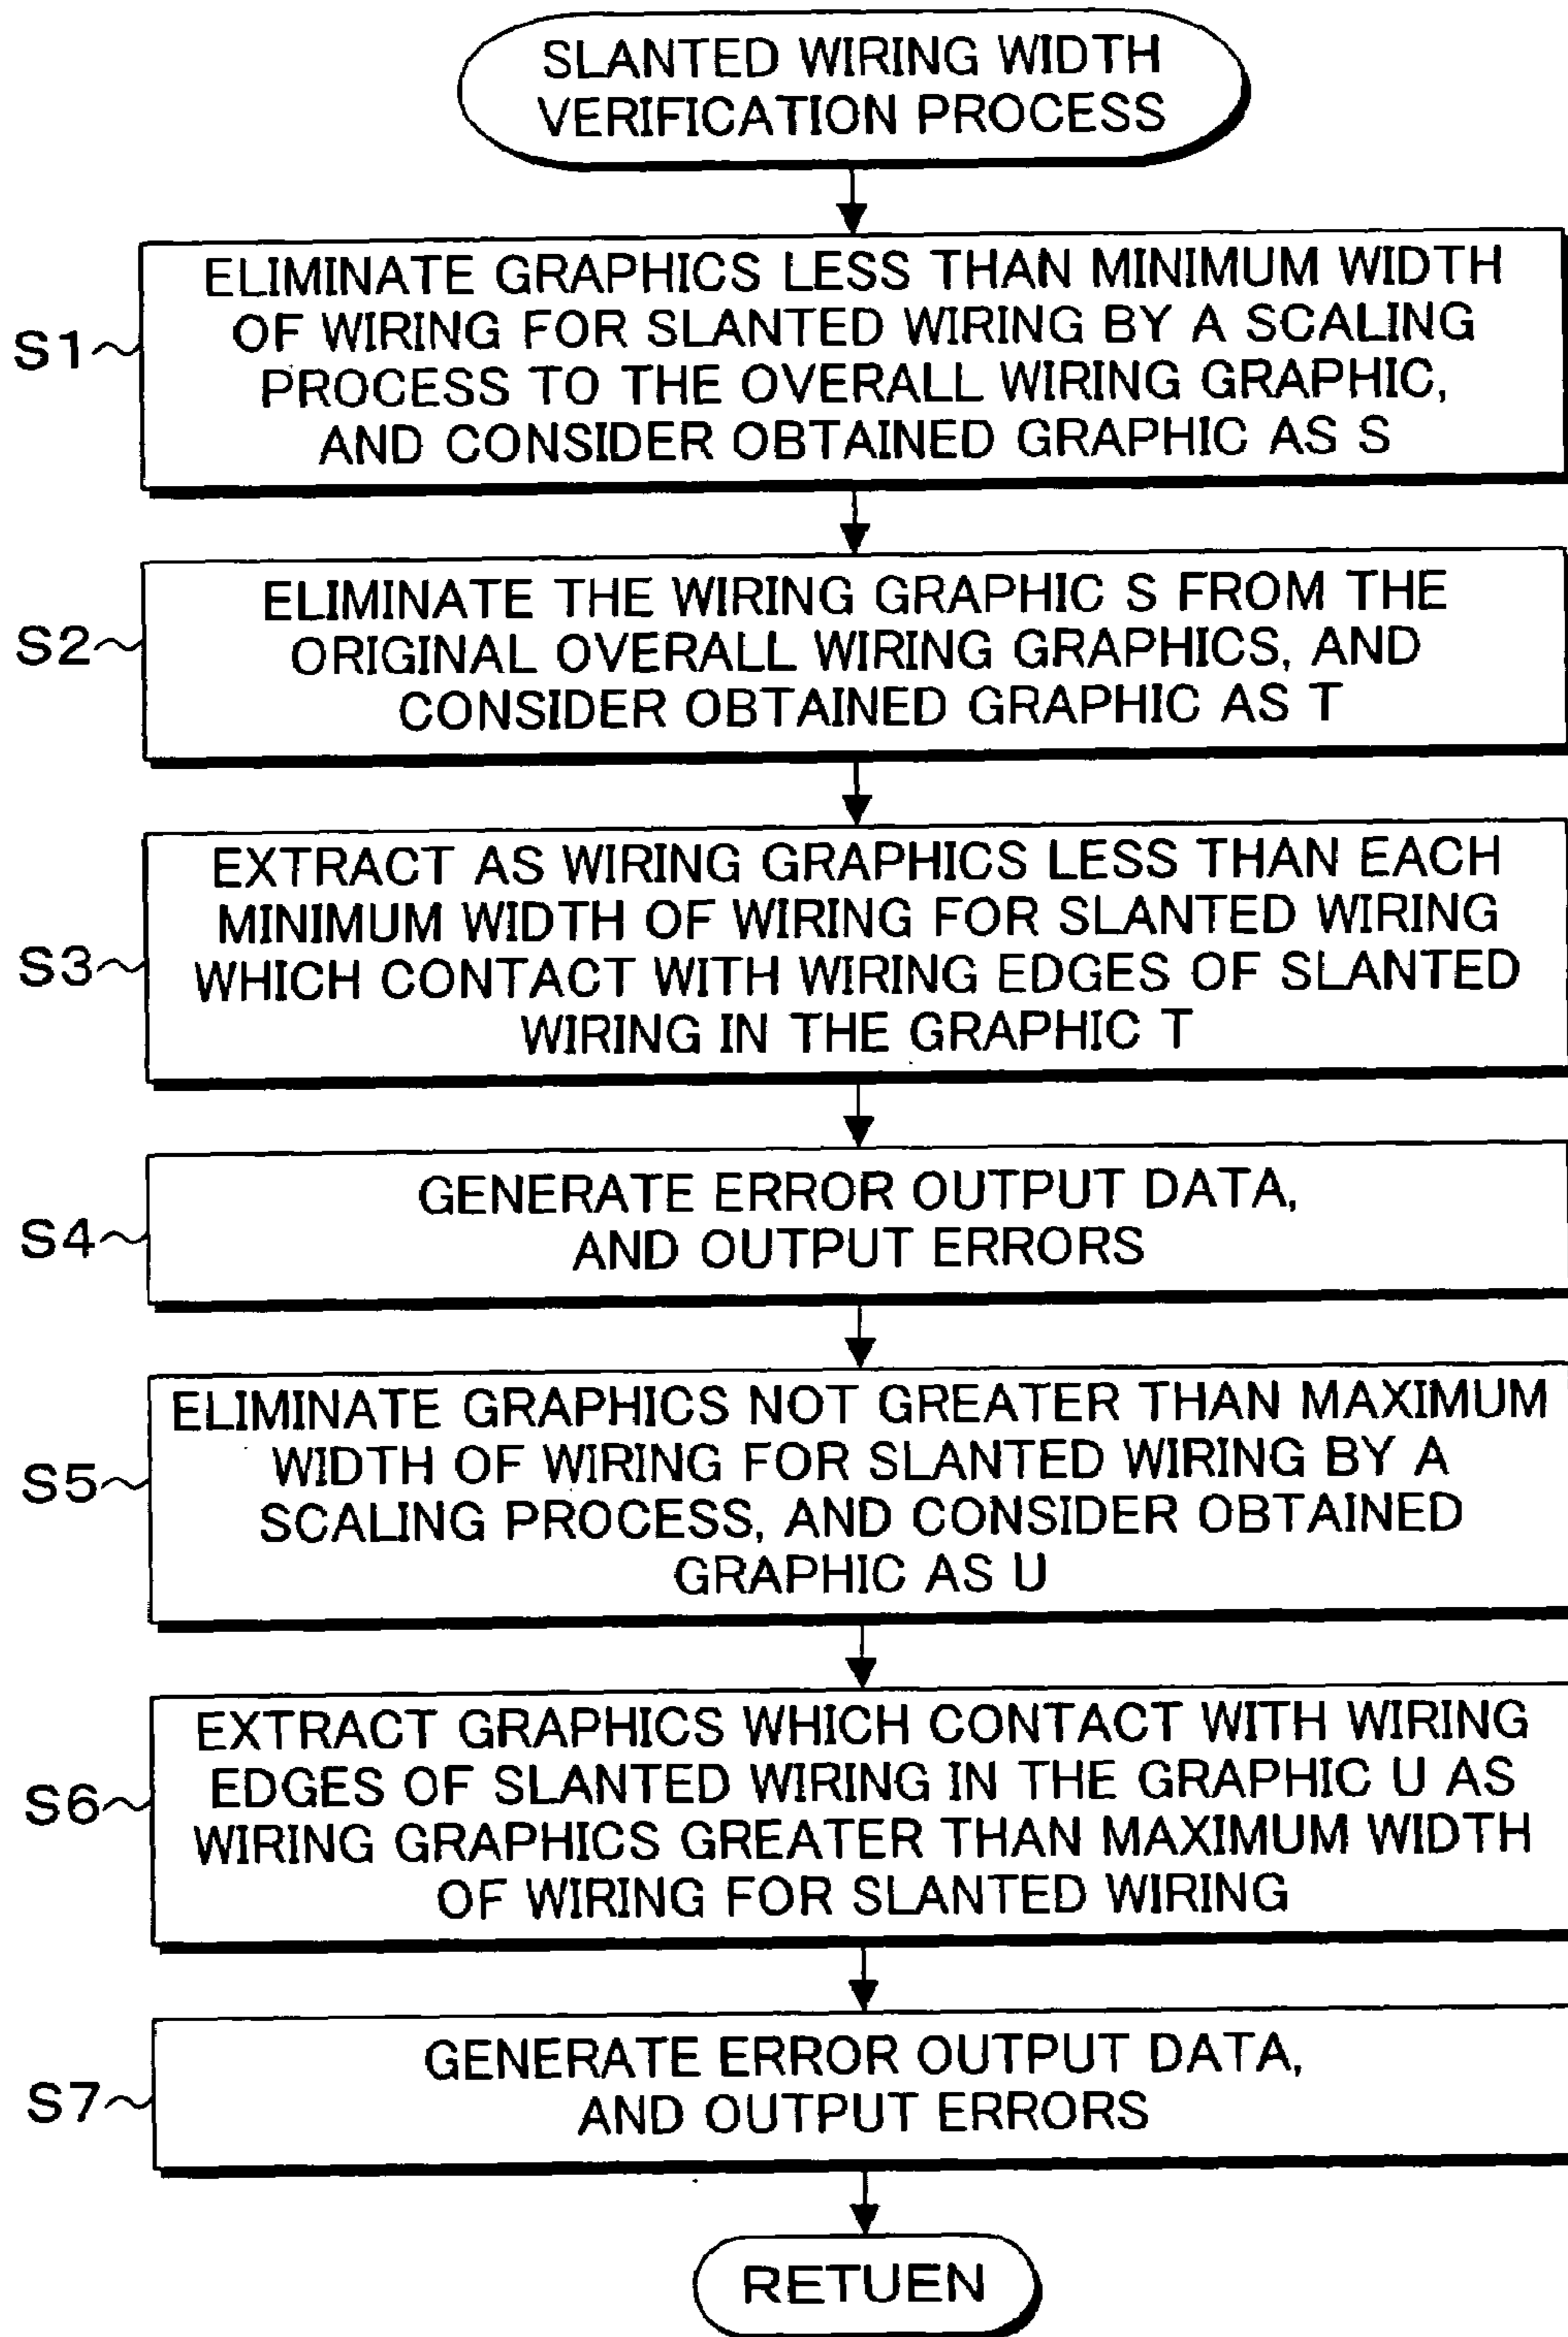 SLANTED WIRING WIDTH
VERIFICATION PROCESS
S1
ELIMINATE GRAPHICS LESS THAN MINIMUM WIDTH
OF WIRING FOR SLANTED WIRING BY A SCALING
PROCESS TO THE OVERALL WIRING GRAPHIC,
AND CONSIDER OBTAINED GRAPHIC AS S
S2
ELIMINATE THE WIRING GRAPHIC S FROM THE
ORIGINAL OVERALL WIRING GRAPHICS, AND
CONSIDER OBTAINED GRAPHIC AS T
S3
EXTRACT AS WIRING GRAPHICS LESS THAN EACH
MINIMUM WIDTH OF WIRING FOR SLANTED WIRING
WHICH CONTACT WITH WIRING EDGES OF SLANTED
WIRING IN THE GRAPHIC T
S4
GENERATE ERROR OUTPUT DATA,
AND OUTPUT ERRORS
S5
ELIMINATE GRAPHICS NOT GREATER THAN MAXIMUM
WIDTH OF WIRING FOR SLANTED WIRING BY A
SCALING PROCESS, AND CONSIDER OBTAINED
GRAPHIC AS U
S6
EXTRACT GRAPHICS WHICH CONTACT WITH WIRING
EDGES OF SLANTED WIRING IN THE GRAPHIC U AS
WIRING GRAPHICS GREATER THAN MAXIMUM WIDTH
OF WIRING FOR SLANTED WIRING
S7
GENERATE ERROR OUTPUT DATA,
AND OUTPUT ERRORS
RETUEN